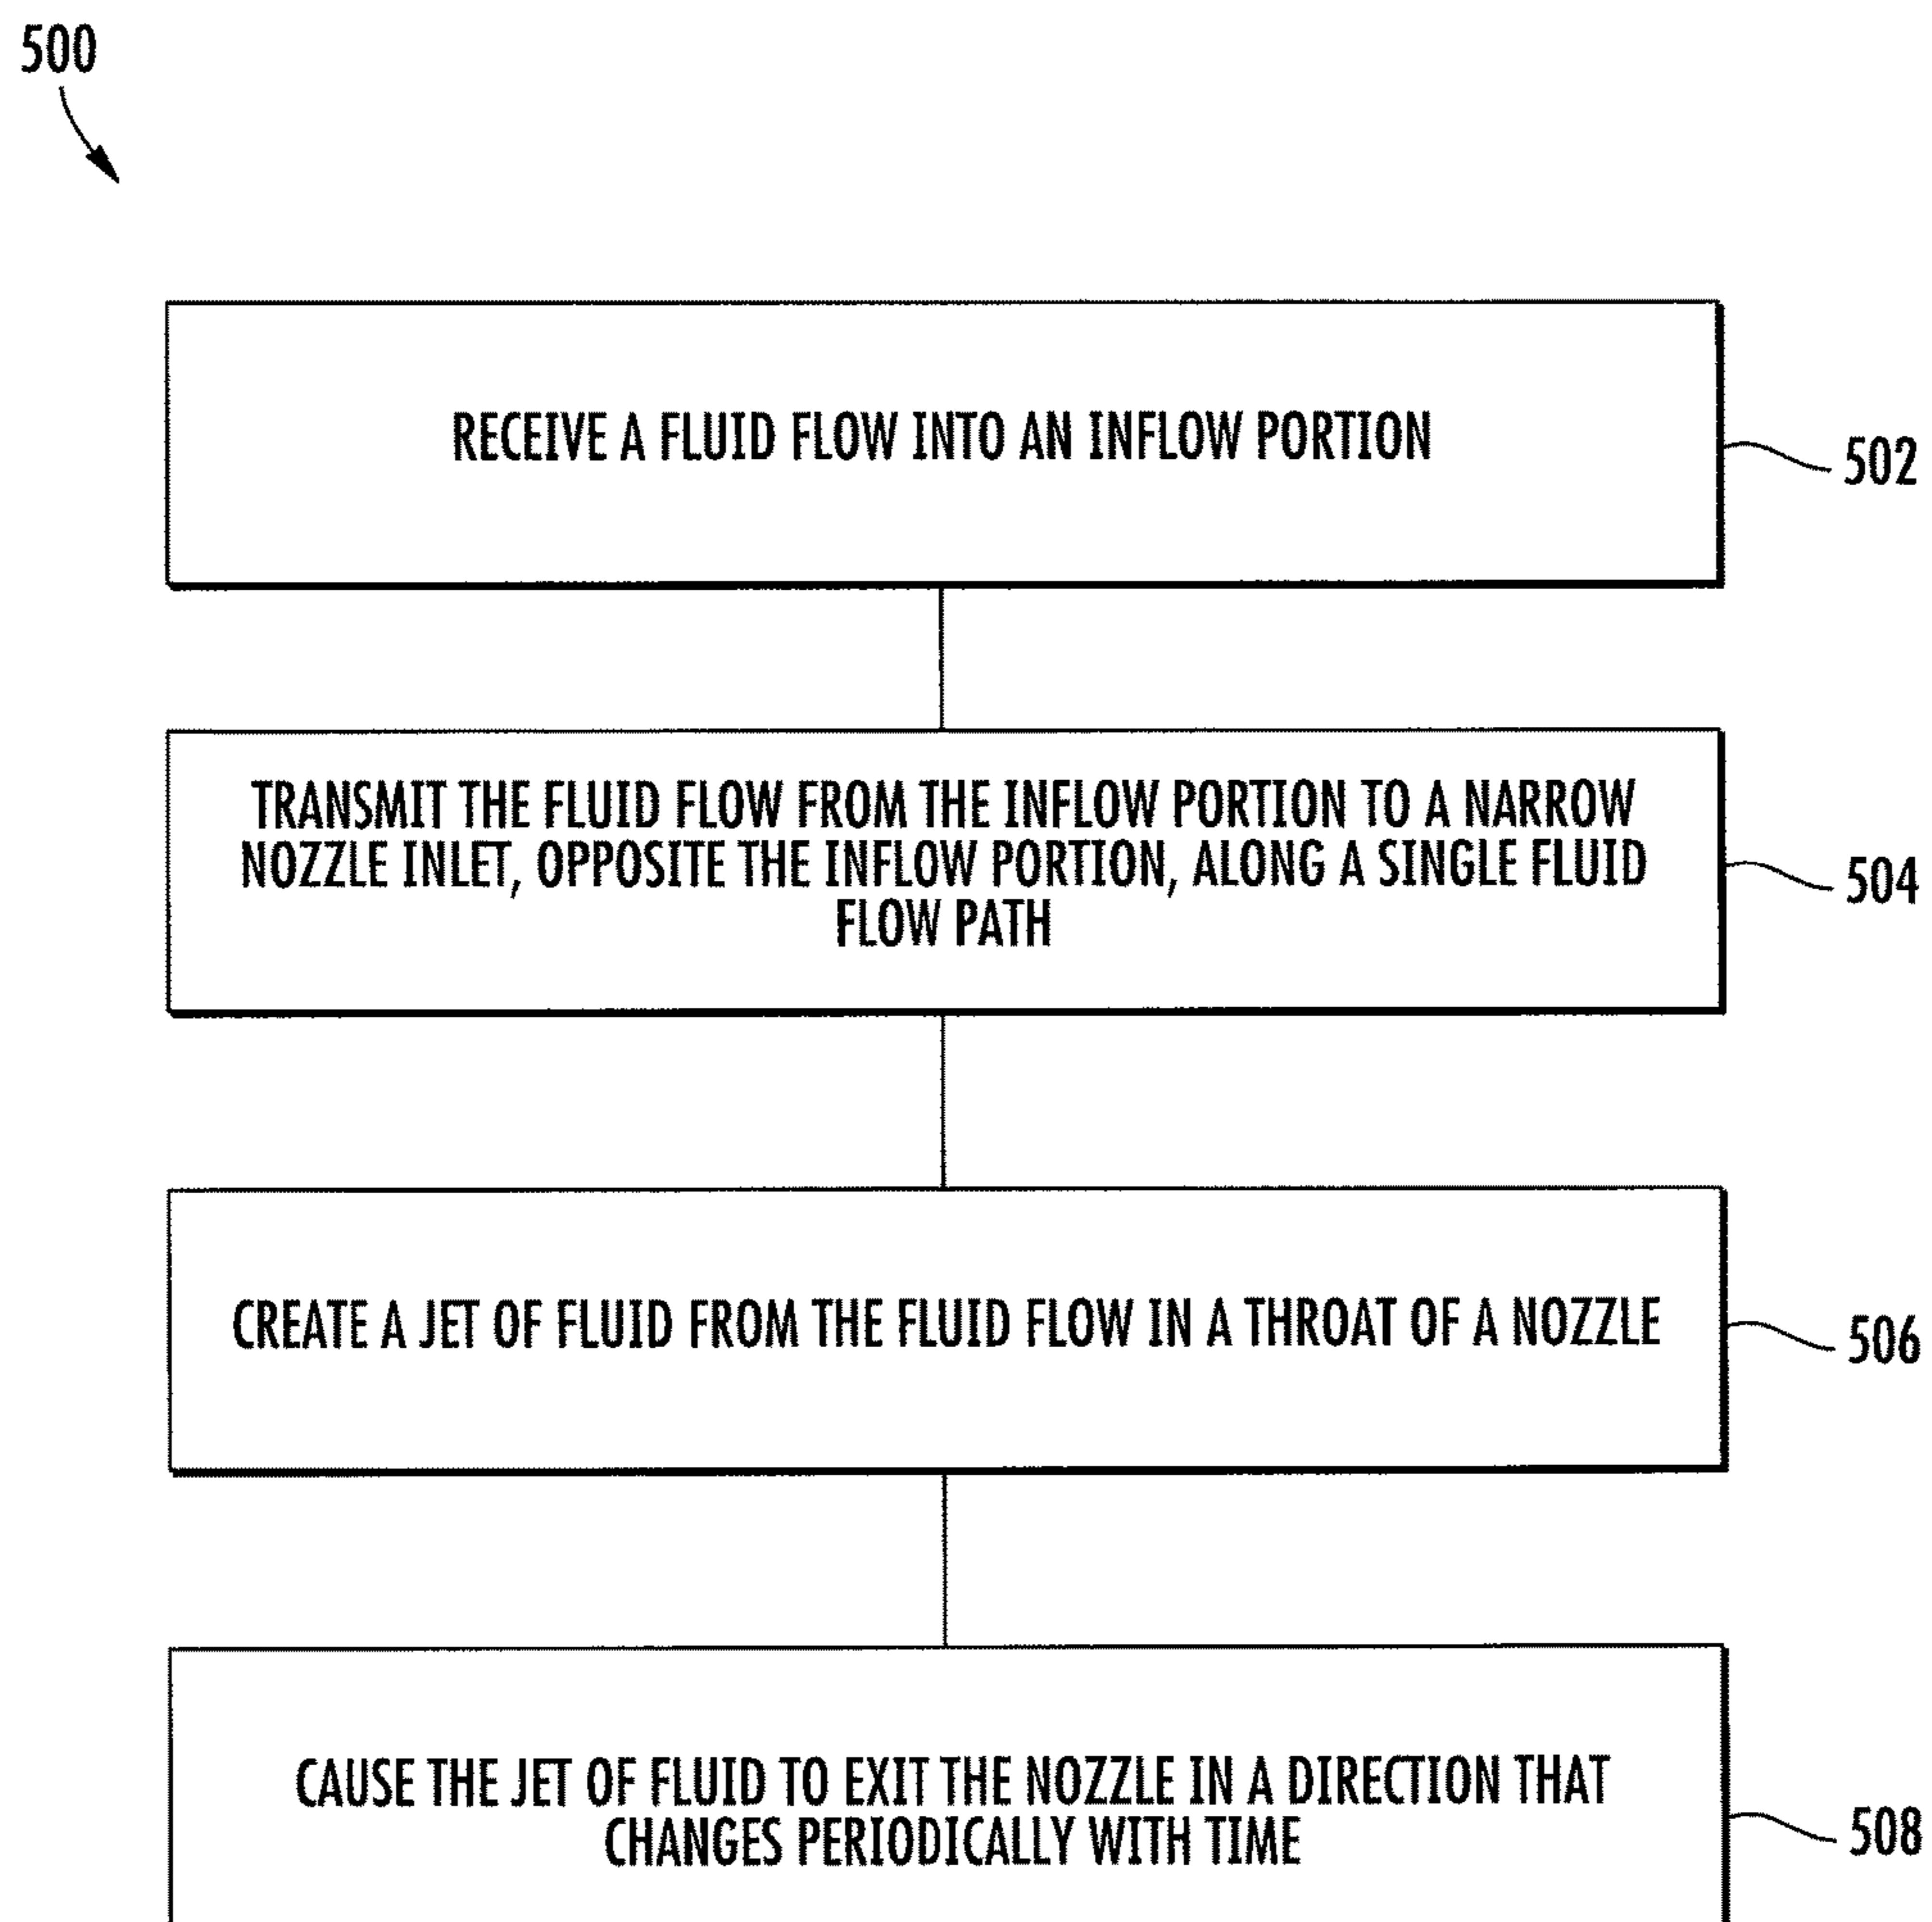 500
RECEIVE A FLUID FLOW INTO AN INFLOW PORTION
502
TRANSMIT THE FLUID FLOW FROM THE INFLOW PORTION TO A NARROW
NOZZLE INLET, OPPOSITE THE INFLOW PORTION, ALONG A SINGLE FLUID
FLOW PATH
504
CREATE A JET OF FLUID FROM THE FLUID FLOW IN A THROAT OF A NOZZLE
506
CAUSE THE JET OF FLUID TO EXIT THE NOZZLE IN A DIRECTION THAT
CHANGES PERIODICALLY WITH TIME
508